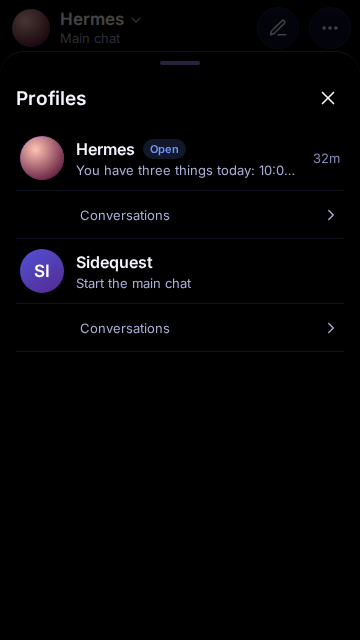 Hermes
Main chat
Profiles
Hermes Open
You have three things today: 10:0... 32m
Conversations
SI
Sidequest
Start the main chat
Conversations